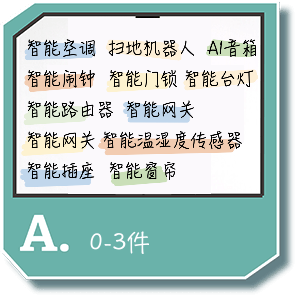 智能空调 扫地机器人 AI音箱
智能闹钟 智能门锁 智能台灯
智能路由器 智能网关
智能网关 智能温湿度传感器
智能插座 智能窗帘
A. 0-3件